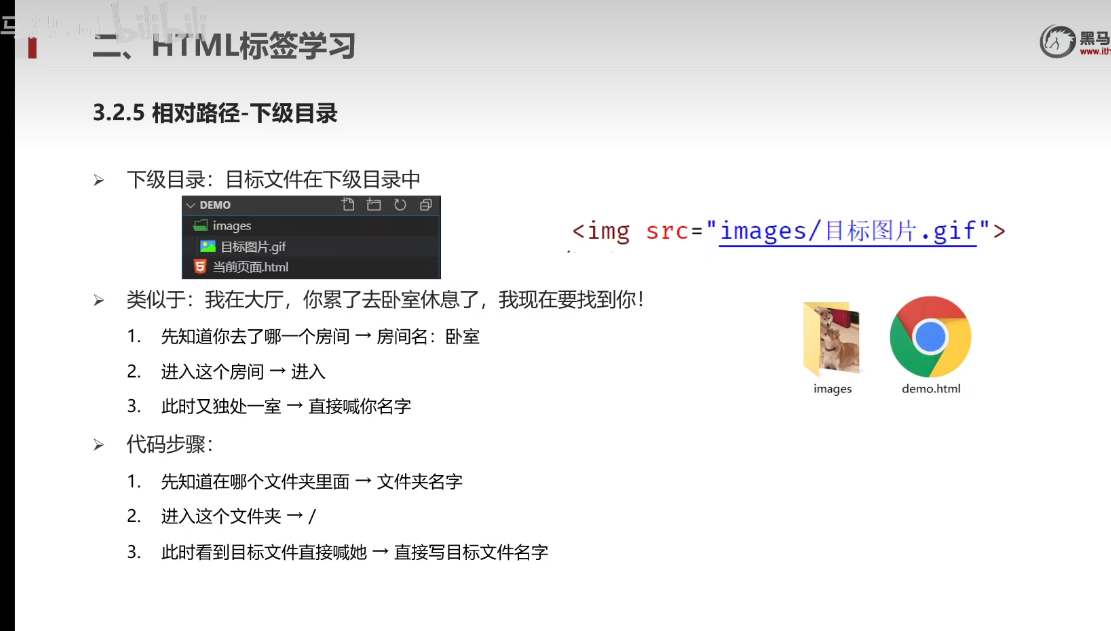 bilibili
二、HTML标签学习
黑马
www.ith
3.2.5 相对路径-下级目录
下级目录：目标文件在下级目录中
DEMO
images
目标图片.gif
当前页面.html
<img src="images/目标图片.gif">
类似于：我在大厅，你累了去卧室休息了，我现在要找到你！
1. 先知道你去了哪一个房间 → 房间名：卧室
2. 进入这个房间 → 进入
3. 此时又独处一室 → 直接喊你名字
images
demo.html
代码步骤：
1. 先知道在哪个文件夹里面 → 文件夹名字
2. 进入这个文件夹 → /
3. 此时看到目标文件直接喊她 → 直接写目标文件名字